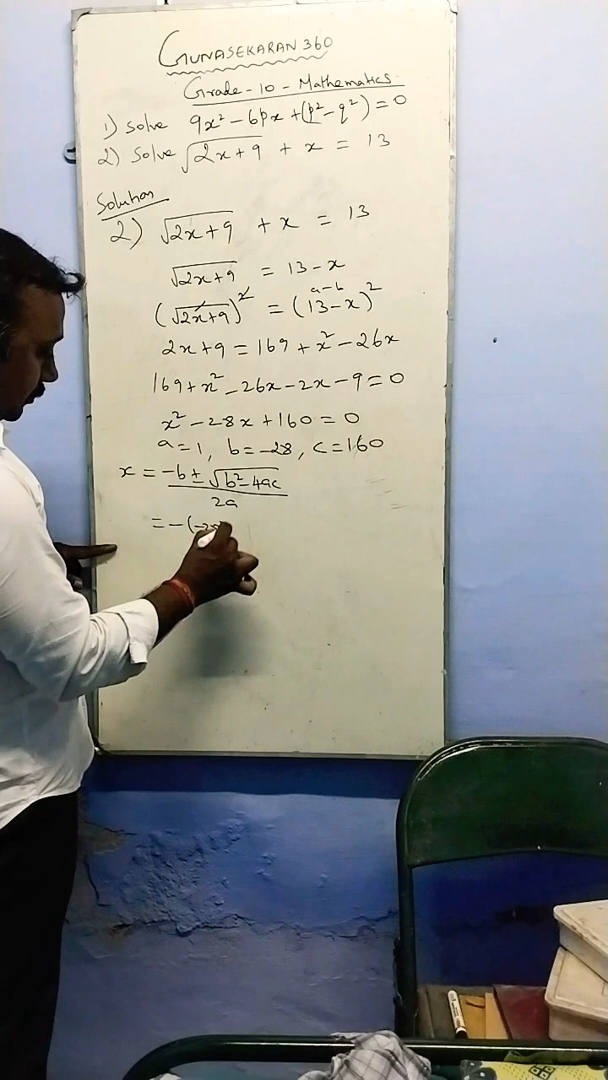 GUNASEKARAN 360
Grade-10-Mathematics
1) Solve 9x² - 6px + (p² - q²) = 0
2) Solve √(2x+9) + x = 13
Solution
2) √(2x+9) + x = 13
√(2x+9) = 13 - x
a-b
(√(2x+9))² = (13-x)²
2x+9 = 169 + x² - 26x
169 + x² - 26x - 2x - 9 = 0
x² - 28x + 160 = 0
a = 1, b = -28, c = 160
x = (-b ± √(b² - 4ac))/2a
= -(-2